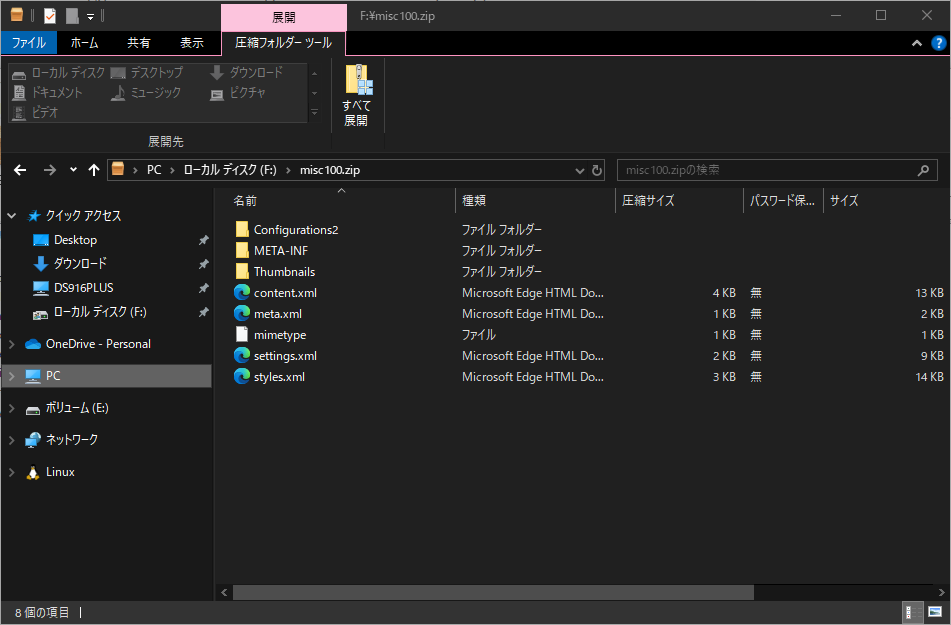 展開
F:¥misc100.zip
ファイル ホーム 共有 表示 圧縮フォルダー ツール
ローカル ディスク デスクトップ ダウンロード
ドキュメント ミュージック ピクチャ
ビデオ
すべて
展開
展開先
PC › ローカル ディスク (F:) › misc100.zip
misc100.zipの検索
クイック アクセス
Desktop
ダウンロード
DS916PLUS
ローカル ディスク (F:)
OneDrive - Personal
PC
ボリューム (E:)
ネットワーク
Linux
名前 種類 圧縮サイズ パスワード保... サイズ
Configurations2 ファイル フォルダー
META-INF ファイル フォルダー
Thumbnails ファイル フォルダー
content.xml Microsoft Edge HTML Do... 4 KB 無 13 KB
meta.xml Microsoft Edge HTML Do... 1 KB 無 2 KB
mimetype ファイル 1 KB 無 1 KB
settings.xml Microsoft Edge HTML Do... 2 KB 無 9 KB
styles.xml Microsoft Edge HTML Do... 3 KB 無 14 KB
8 個の項目